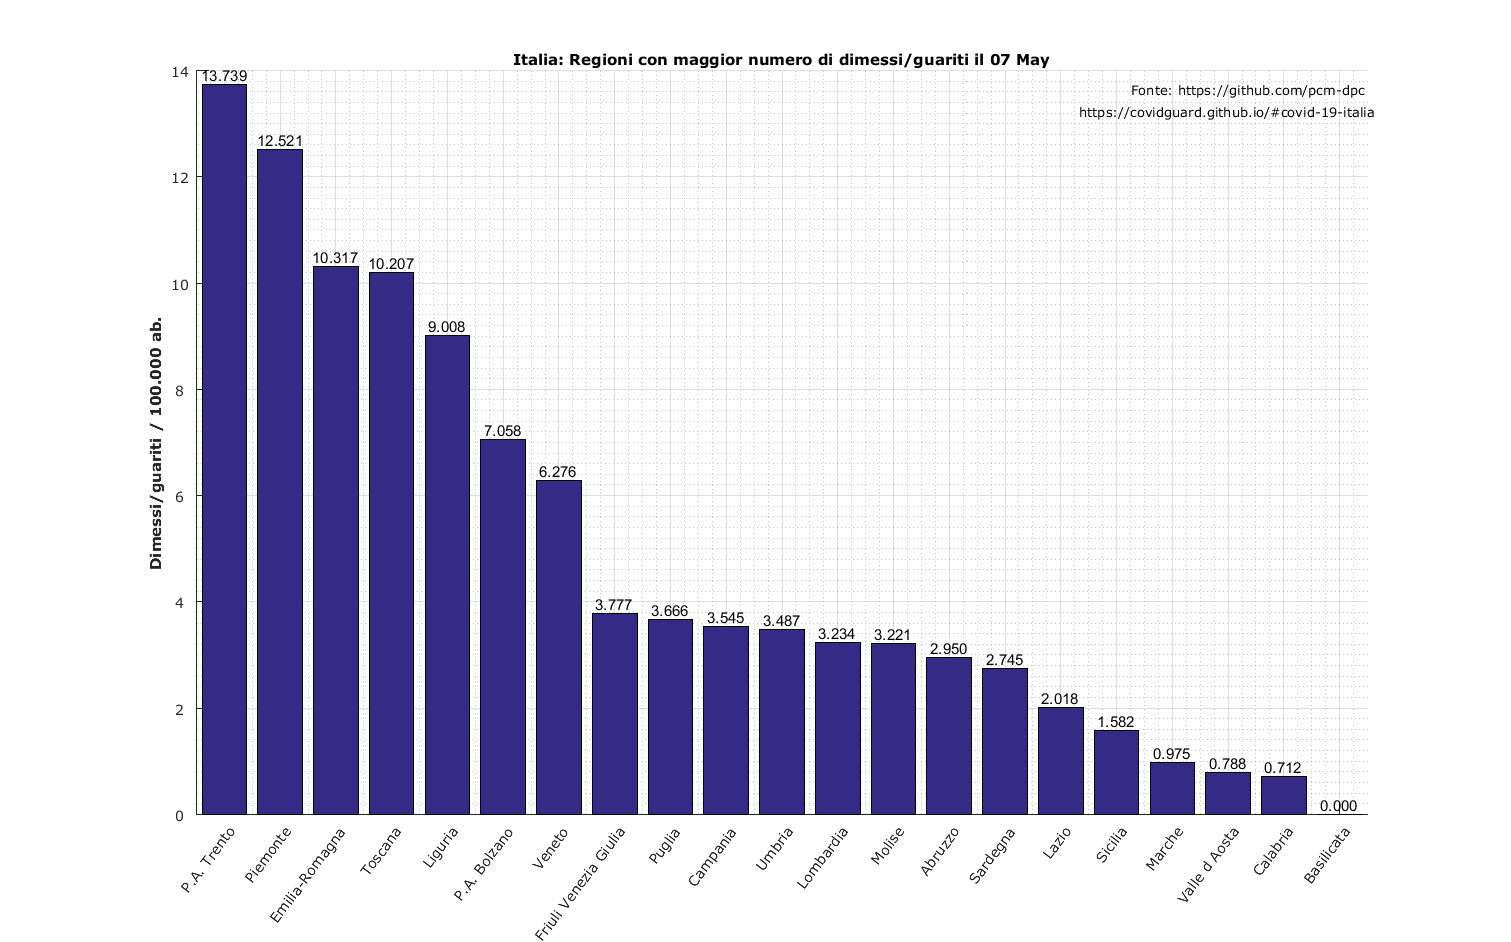 Italia: Regioni con maggior numero di dimessi/guariti il 07 May
Fonte: https://github.com/pcm-dpc
https://covidguard.github.io/#covid-19-italia
Dimessi/guariti / 100.000 ab.
14
12
10
8
6
4
2
0
13.739
12.521
10.317
10.207
9.008
7.058
6.276
3.777
3.666
3.545
3.487
3.234
3.221
2.950
2.745
2.018
1.582
0.975
0.788
0.712
0.000
P.A. Trento
Piemonte
Emilia-Romagna
Toscana
Liguria
P.A. Bolzano
Veneto
Friuli Venezia Giulia
Puglia
Campania
Umbria
Lombardia
Molise
Abruzzo
Sardegna
Lazio
Sicilia
Marche
Valle d Aosta
Calabria
Basilicata